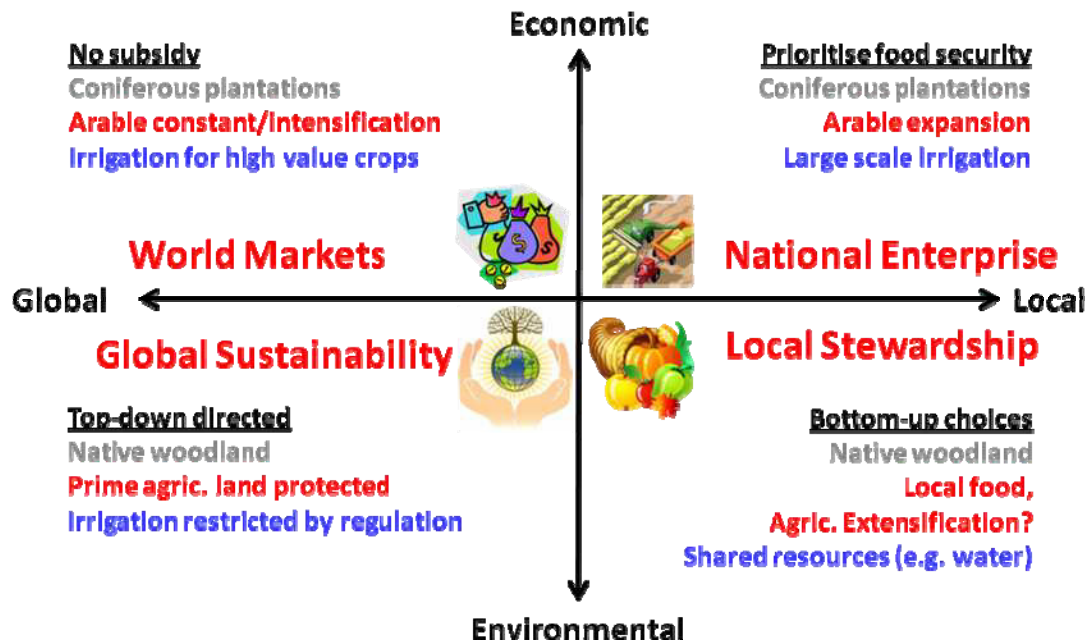 Economic
No subsidy
Coniferous plantations
Arable constant/intensification
Irrigation for high value crops
Prioritise food security
Coniferous plantations
Arable expansion
Large scale irrigation
World Markets
National Enterprise
Global
Local
Global Sustainability
Local Stewardship
Top-down directed
Native woodland
Prime agric. land protected
Irrigation restricted by regulation
Bottom-up choices
Native woodland
Local food,
Agric. Extensification?
Shared resources (e.g. water)
Environmental